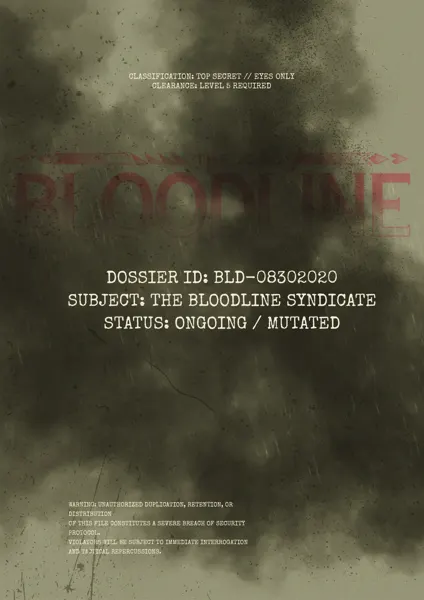 CLASSIFICATION: TOP SECRET // EYES ONLY
CLEARANCE: LEVEL 5 REQUIRED
BLOODLINE
DOSSIER ID: BLD-08302020
SUBJECT: THE BLOODLINE SYNDICATE
STATUS: ONGOING / MUTATED
WARNING: UNAUTHORIZED DUPLICATION, RETENTION, OR
DISTRIBUTION
OF THIS FILE CONSTITUTES A SEVERE BREACH OF SECURITY
PROTOCOL.
VIOLATORS WILL BE SUBJECT TO IMMEDIATE INTERROGATION
AND TACTICAL REPERCUSSIONS.